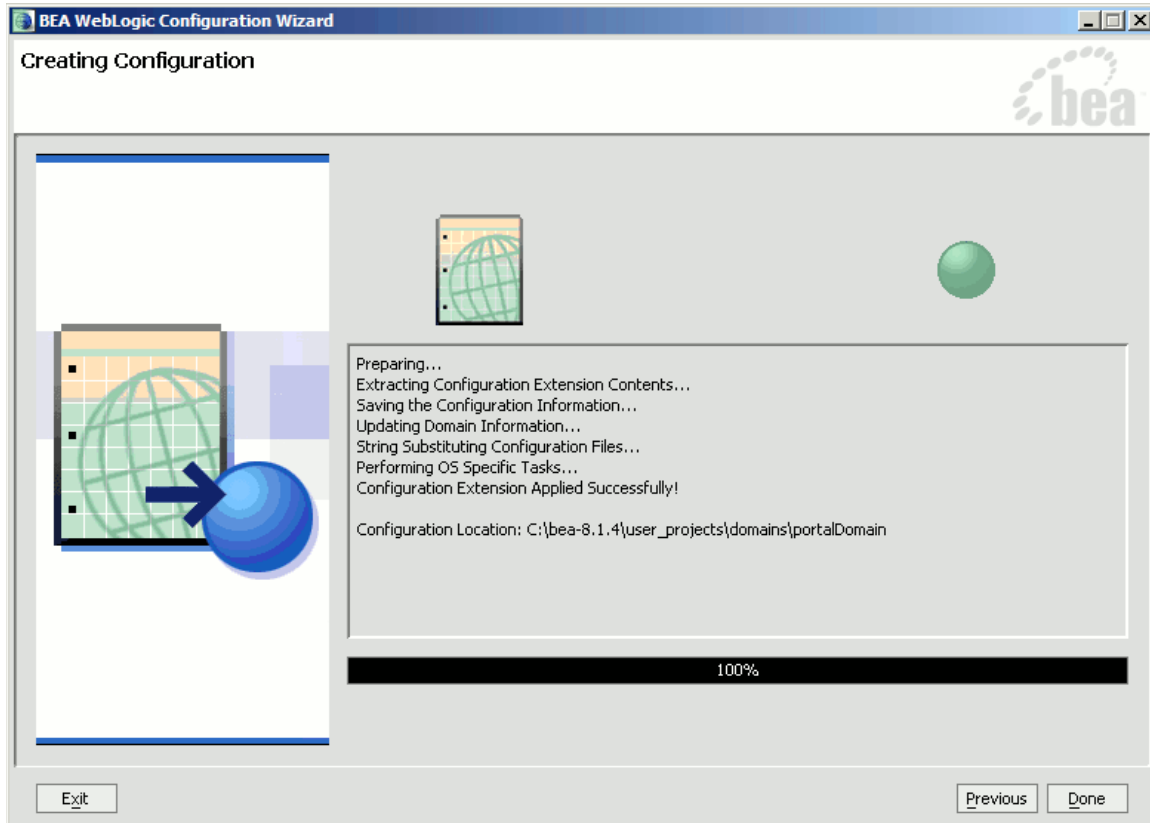 BEA WebLogic Configuration Wizard
Creating Configuration
bea
Preparing...
Extracting Configuration Extension Contents...
Saving the Configuration Information...
Updating Domain Information...
String Substituting Configuration Files...
Performing OS Specific Tasks...
Configuration Extension Applied Successfully!
Configuration Location: C:\bea-8.1.4\user_projects\domains\portalDomain
100%
Exit
Previous
Done